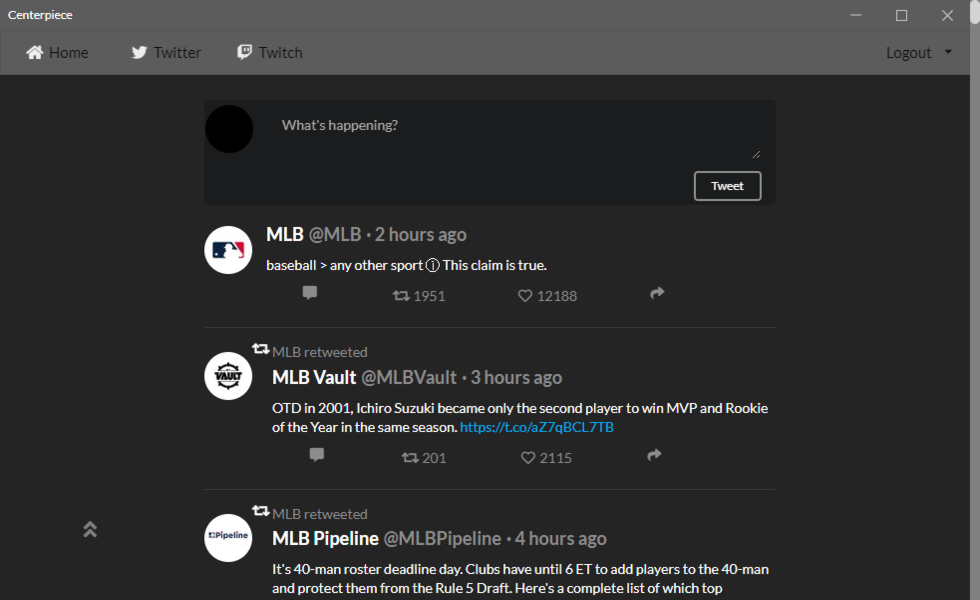 Centerpiece
Home Twitter Twitch Logout
What's happening?
Tweet
MLB @MLB · 2 hours ago
baseball > any other sport ⓘ This claim is true.
1951 12188
MLB retweeted
VAULT
MLB Vault @MLBVault · 3 hours ago
OTD in 2001, Ichiro Suzuki became only the second player to win MVP and Rookie
of the Year in the same season. https://t.co/aZ7qBCL7TB
201 2115
MLB retweeted
Pipeline
MLB Pipeline @MLBPipeline · 4 hours ago
It's 40-man roster deadline day. Clubs have until 6 ET to add players to the 40-man
and protect them from the Rule 5 Draft. Here's a complete list of which top